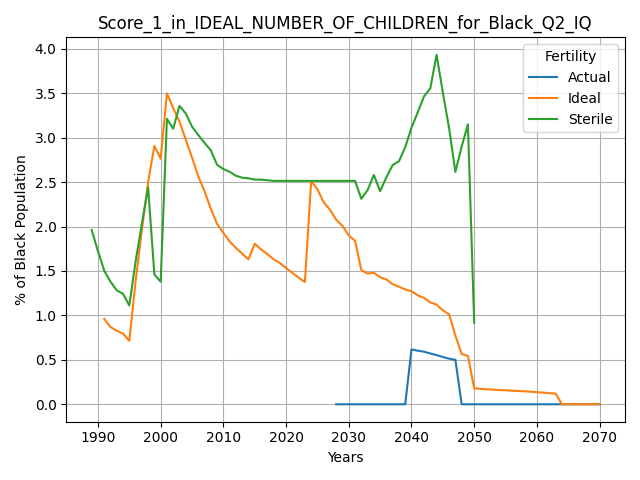 Score_1_in_IDEAL_NUMBER_OF_CHILDREN_for_Black_Q2_IQ
Fertility
Actual
Ideal
Sterile
4.0
3.5
3.0
2.5
2.0
1.5
1.0
0.5
0.0
% of Black Population
1990 2000 2010 2020 2030 2040 2050 2060 2070
Years